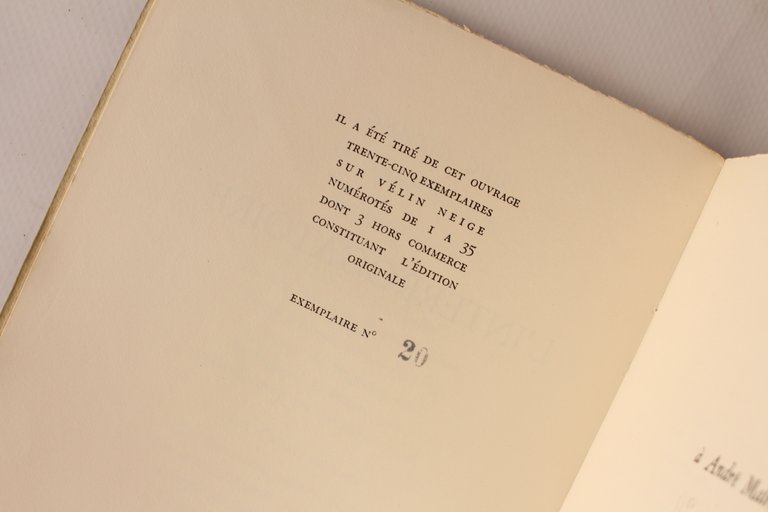 IL A ÉTÉ TIRÉ DE CET OUVRAGE
TRENTE-CINQ EXEMPLAIRES
SUR VÉLIN NEIGE
NUMÉROTÉS DE 1 A 35
DONT 3 HORS COMMERCE
CONSTITUANT L'ÉDITION
ORIGINALE
EXEMPLAIRE N° 20
à André